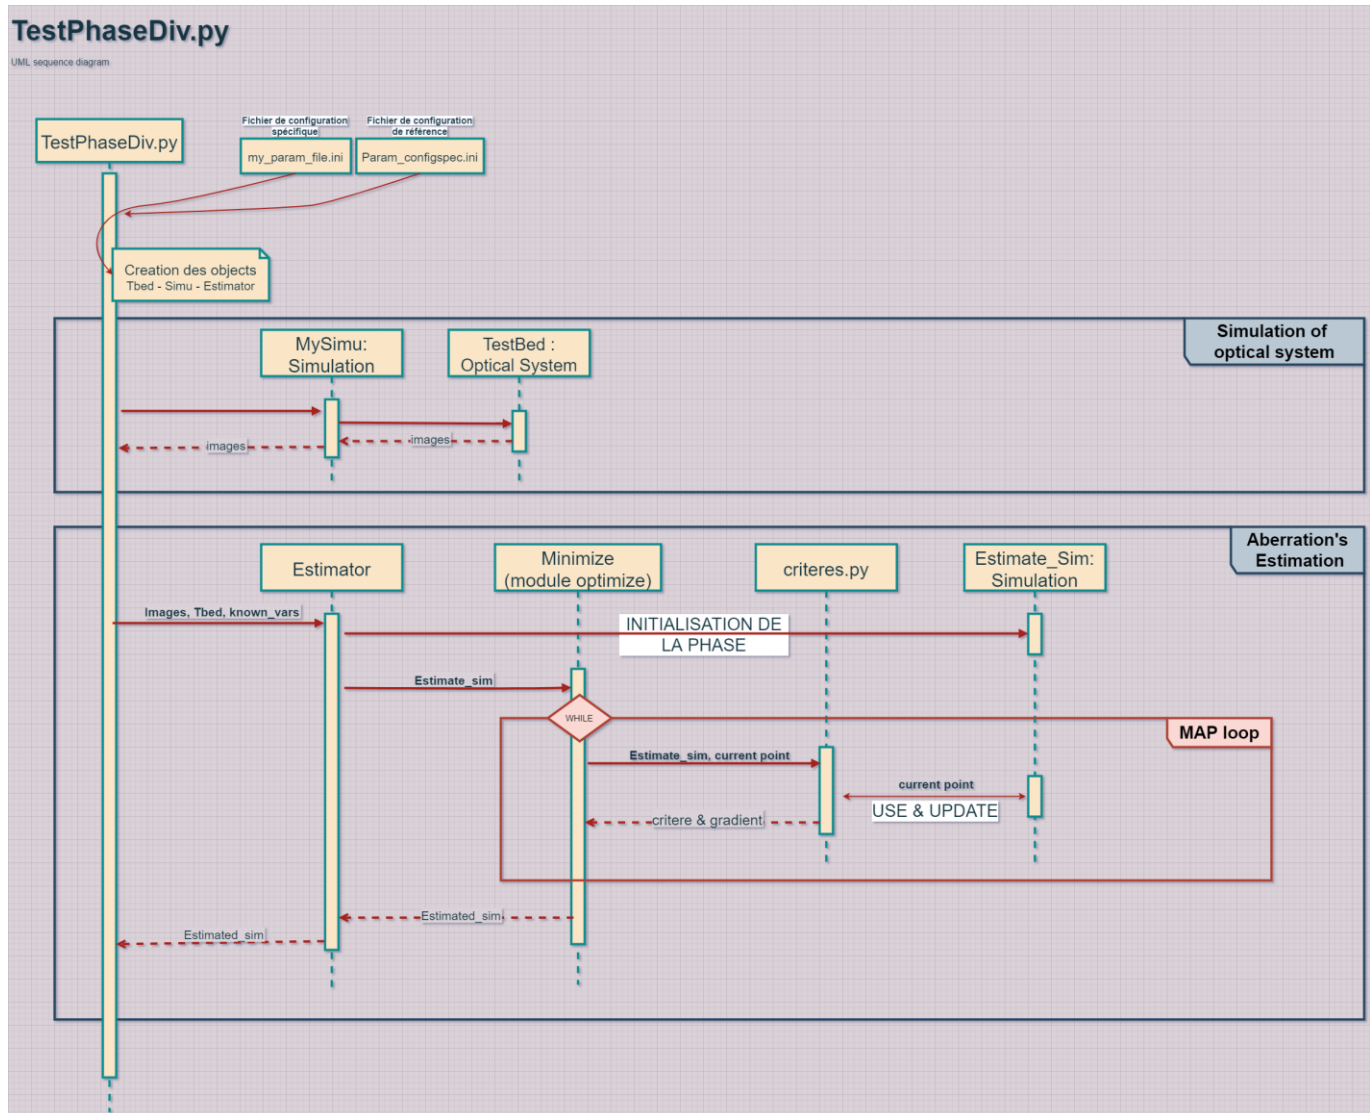 TestPhaseDiv.py
UML sequence diagram
Fichier de configuration
spécifique
Fichier de configuration
de référence
TestPhaseDiv.py
my_param_file.ini
Param_configspec.ini
Creation des objects
Tbed - Simu - Estimator
Simulation of
optical system
MySimu:
Simulation
TestBed :
Optical System
images
images
Aberration's
Estimation
Estimator
Minimize
(module optimize)
criteres.py
Estimate_Sim:
Simulation
Images, Tbed, known_vars
INITIALISATION DE
LA PHASE
Estimate_sim
WHILE
MAP loop
Estimate_sim, current point
current point
USE & UPDATE
critere & gradient
Estimated_sim
Estimated_sim